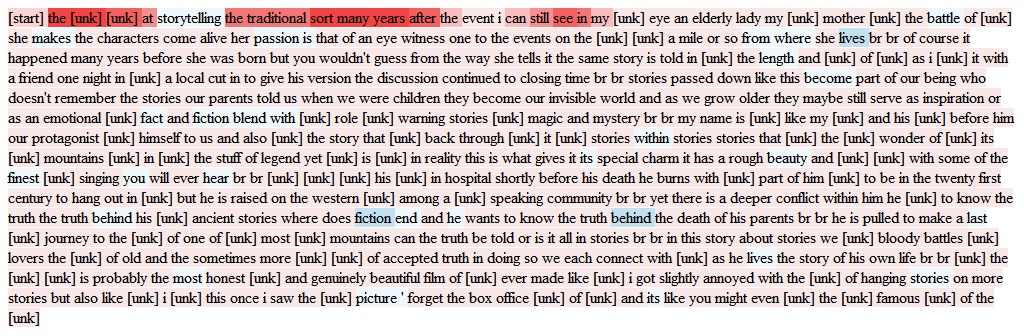 [start] the [unk] [unk] at storytelling the traditional sort many years after the event i can still see in my [unk] eye an elderly lady my [unk] mother [unk] the battle of [unk]
she makes the characters come alive her passion is that of an eye witness one to the events on the [unk] [unk] a mile or so from where she lives br br of course it
happened many years before she was born but you wouldn't guess from the way she tells it the same story is told in [unk] the length and [unk] of [unk] as i [unk] it with
a friend one night in [unk] a local cut in to give his version the discussion continued to closing time br br stories passed down like this become part of our being who
doesn't remember the stories our parents told us when we were children they become our invisible world and as we grow older they maybe still serve as inspiration or
as an emotional [unk] fact and fiction blend with [unk] role [unk] warning stories [unk] magic and mystery br br my name is [unk] like my [unk] and his [unk] before him
our protagonist [unk] himself to us and also [unk] the story that [unk] back through [unk] it [unk] stories within stories stories that [unk] the [unk] wonder of [unk] its
[unk] mountains [unk] in [unk] the stuff of legend yet [unk] is [unk] in reality this is what gives it its special charm it has a rough beauty and [unk] [unk] with some of the
finest [unk] singing you will ever hear br br [unk] [unk] [unk] his [unk] in hospital shortly before his death he burns with [unk] part of him [unk] to be in the twenty first
century to hang out in [unk] but he is raised on the western [unk] among a [unk] speaking community br br yet there is a deeper conflict within him he [unk] to know the
truth the truth behind his [unk] ancient stories where does fiction end and he wants to know the truth behind the death of his parents br br he is pulled to make a last
[unk] journey to the [unk] of one of [unk] most [unk] mountains can the truth be told or is it all in stories br br in this story about stories we [unk] bloody battles [unk]
lovers the [unk] of old and the sometimes more [unk] [unk] of accepted truth in doing so we each connect with [unk] as he lives the story of his own life br br [unk] the
[unk] [unk] is probably the most honest [unk] and genuinely beautiful film of [unk] ever made like [unk] i got slightly annoyed with the [unk] of hanging stories on more
stories but also like [unk] i [unk] this once i saw the [unk] picture ' forget the box office [unk] of [unk] and its like you might even [unk] the [unk] famous [unk] of the
[unk]